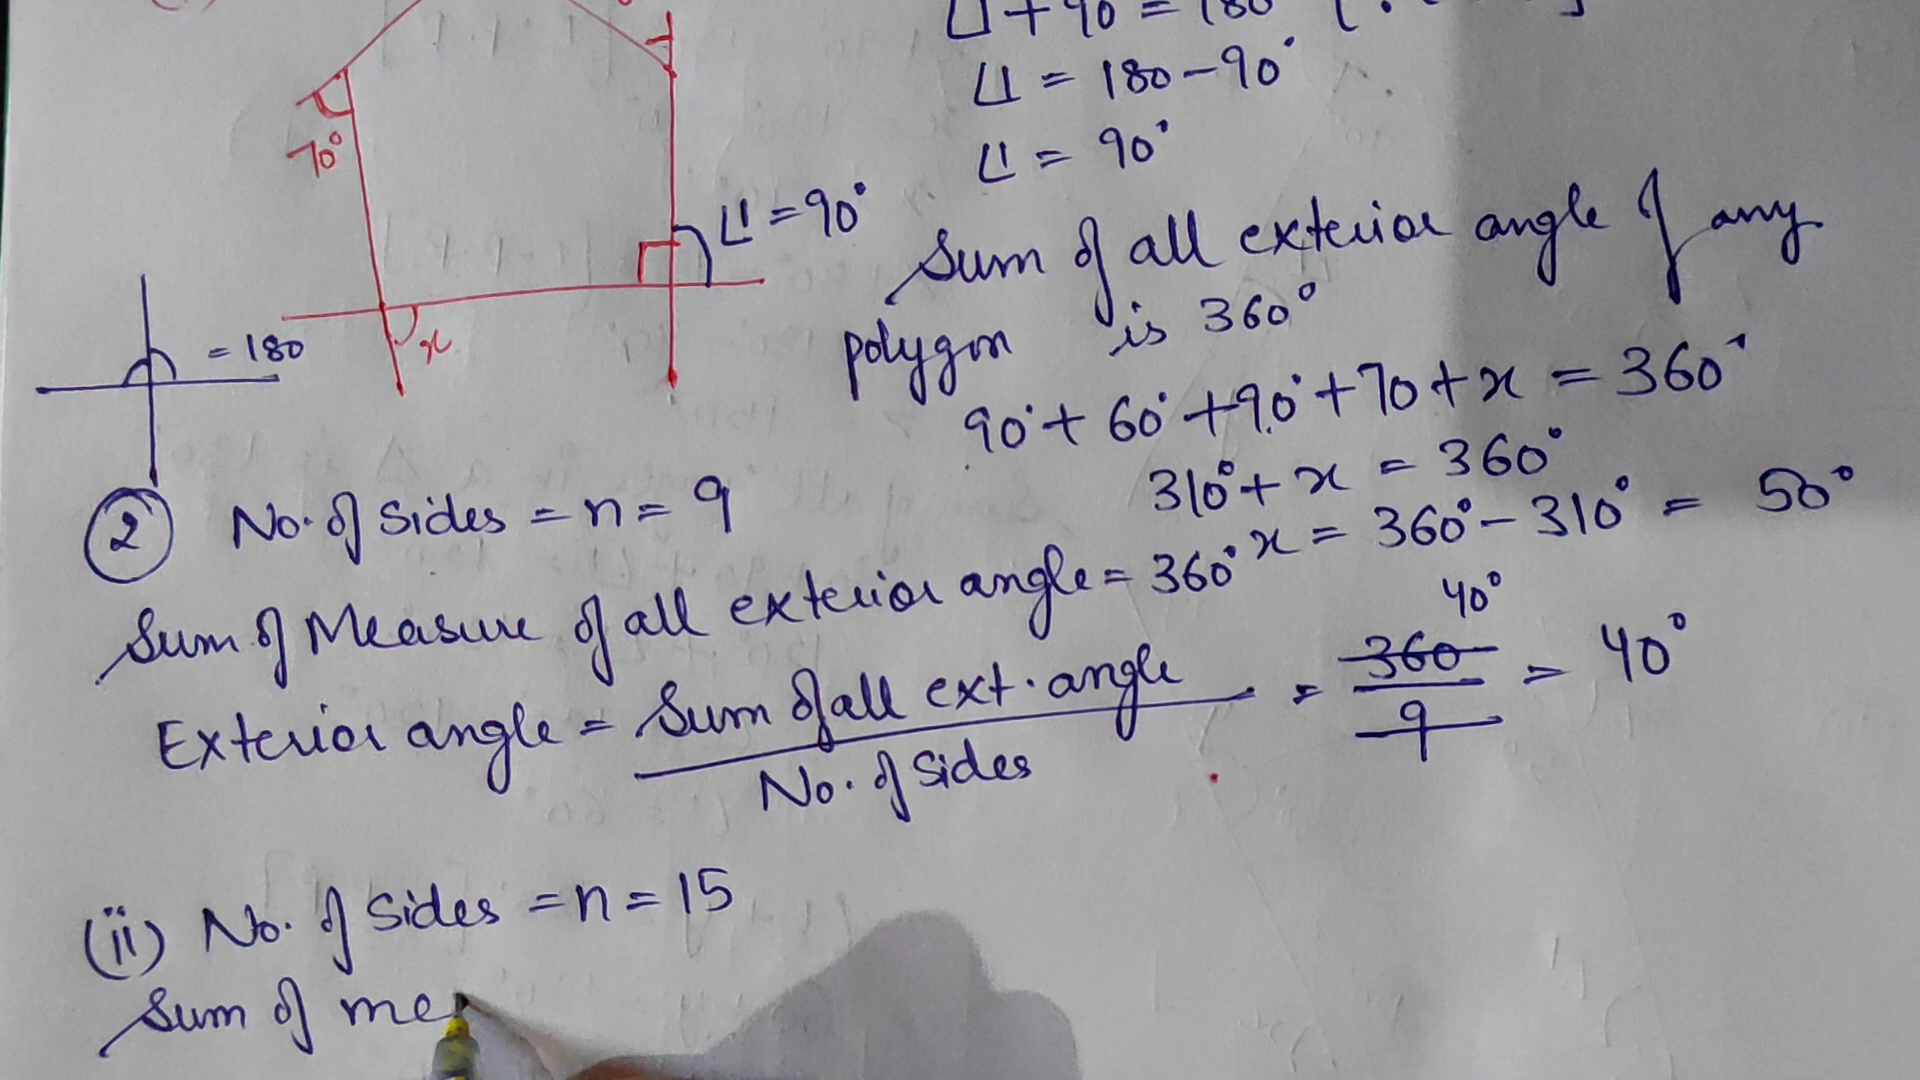 ∠1 + 90 = 180
∠1 = 180 - 90°
∠1 = 90°
70°
∠1 = 90°
x
= 180
Sum of all exterior angle of any
polygon is 360°
90° + 60° + 90° + 70 + x = 360°
310° + x = 360°
x = 360° - 310° = 50°
② No. of Sides = n = 9
Sum of Measure of all exterior angle = 360°
Exterior angle = Sum of all ext. angle / No. of Sides = 360 / 9 = 40°
40°
(ii) No. of Sides = n = 15
Sum of me